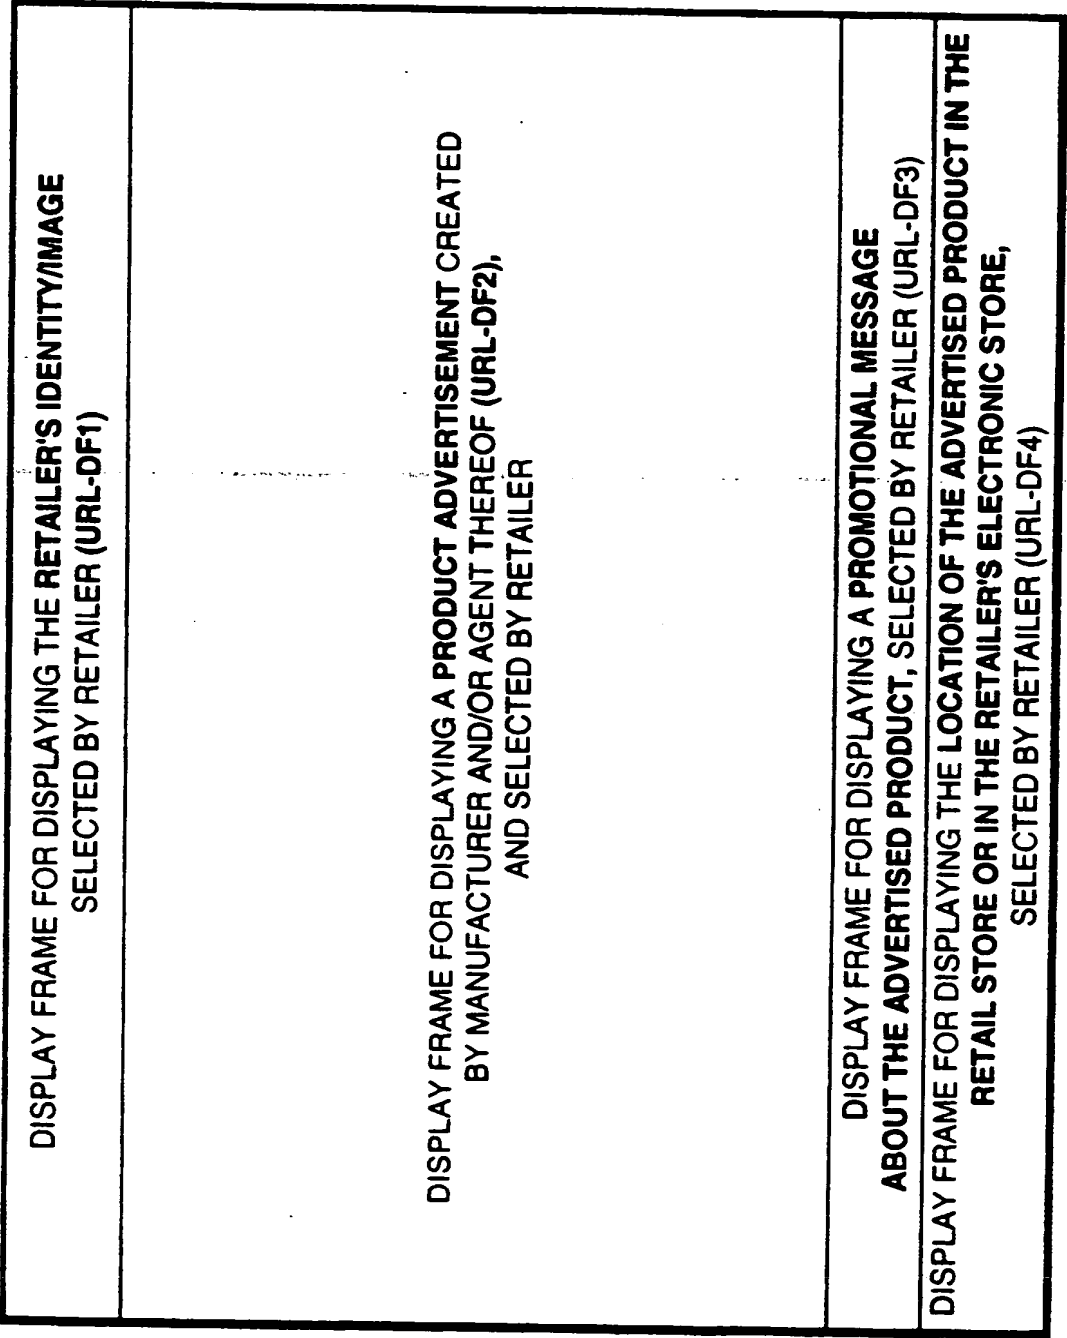 DISPLAY FRAME FOR DISPLAYING THE RETAILER'S IDENTITY/IMAGE
SELECTED BY RETAILER (URL-DF1)
DISPLAY FRAME FOR DISPLAYING A PRODUCT ADVERTISEMENT CREATED
BY MANUFACTURER AND/OR AGENT THEREOF (URL-DF2),
AND SELECTED BY RETAILER
DISPLAY FRAME FOR DISPLAYING A PROMOTIONAL MESSAGE
ABOUT THE ADVERTISED PRODUCT, SELECTED BY RETAILER (URL-DF3)
DISPLAY FRAME FOR DISPLAYING THE LOCATION OF THE ADVERTISED PRODUCT IN THE
RETAIL STORE OR IN THE RETAILER'S ELECTRONIC STORE,
SELECTED BY RETAILER (URL-DF4)